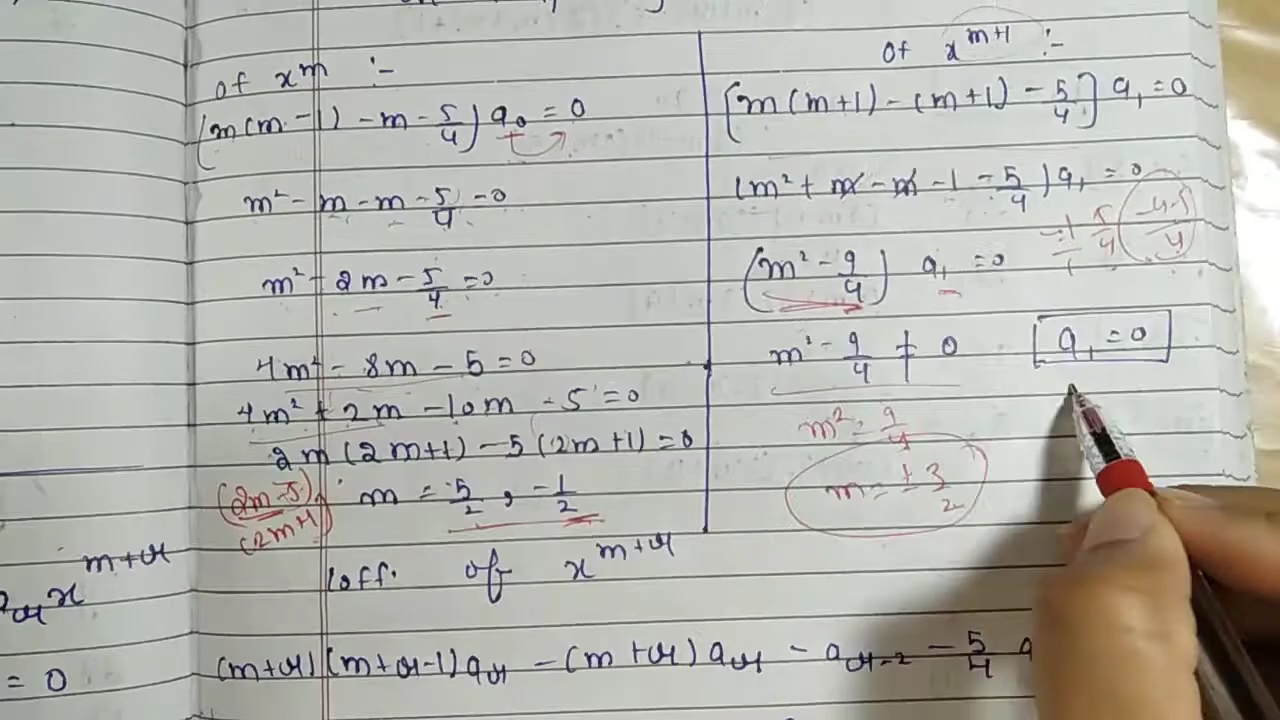 of x^m :-
(m(m-1) - m - 5/4) a₀ = 0
m² - m - m - 5/4 = 0
m² - 2m - 5/4 = 0
4m² - 8m - 5 = 0
4m² + 2m - 10m - 5 = 0
2m (2m+1) - 5 (2m+1) = 0
(2m-5)
(2m+1
m = 5/2 , -1/2
of x^(m+1) :-
[m(m+1) - (m+1) - 5/4] a₁ = 0
(m² + m - m - 1 - 5/4) a₁ = 0
-1/1 5/4 (-4-5)/4
(m² - 9/4) a₁ = 0
m² - 9/4 ≠ 0 a₁ = 0
m² = 9/4
m = ± 3/2
coff. of x^(m+r)
(m+r)(m+r-1)a_r - (m+r)a_r - a_(r-2) - 5/4 a
x^(m+r)
= 0